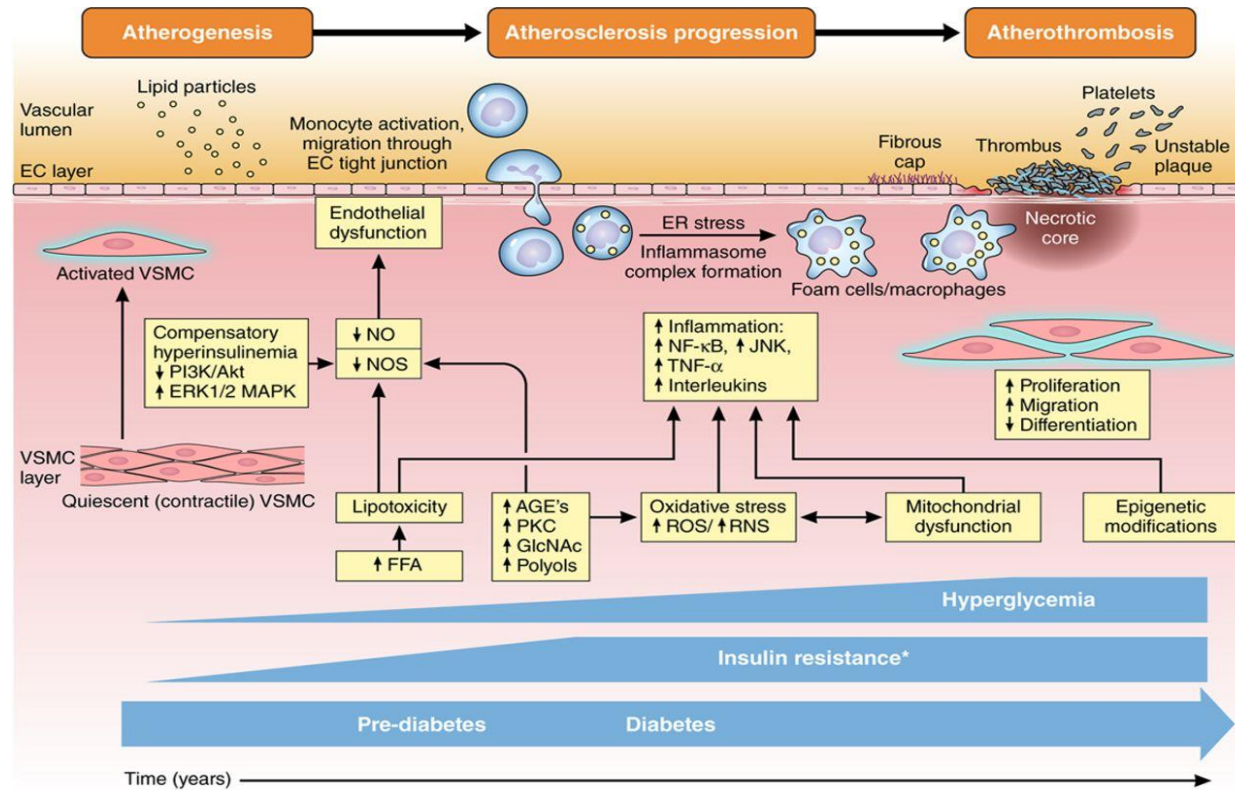 Atherogenesis
Atherosclerosis progression
Atherothrombosis
Lipid particles
Vascular
lumen
EC layer
Monocyte activation,
migration through
EC tight junction
Platelets
Fibrous
cap
Thrombus
Unstable
plaque
Endothelial
dysfunction
ER stress
Inflammasome
complex formation
Necrotic
core
Activated VSMC
Foam cells/macrophages
Compensatory
hyperinsulinemia
↓ PI3K/Akt
↑ ERK1/2 MAPK
↓ NO
↓ NOS
↑ Inflammation:
↑ NF-κB, ↑ JNK,
↑ TNF-α
↑ Interleukins
↑ Proliferation
↑ Migration
↓ Differentiation
VSMC
layer
Quiescent (contractile) VSMC
Lipotoxicity
↑ FFA
↑ AGE's
↑ PKC
↑ GlcNAc
↑ Polyols
Oxidative stress
↑ ROS/ ↑ RNS
Mitochondrial
dysfunction
Epigenetic
modifications
Hyperglycemia
Insulin resistance*
Pre-diabetes
Diabetes
Time (years)